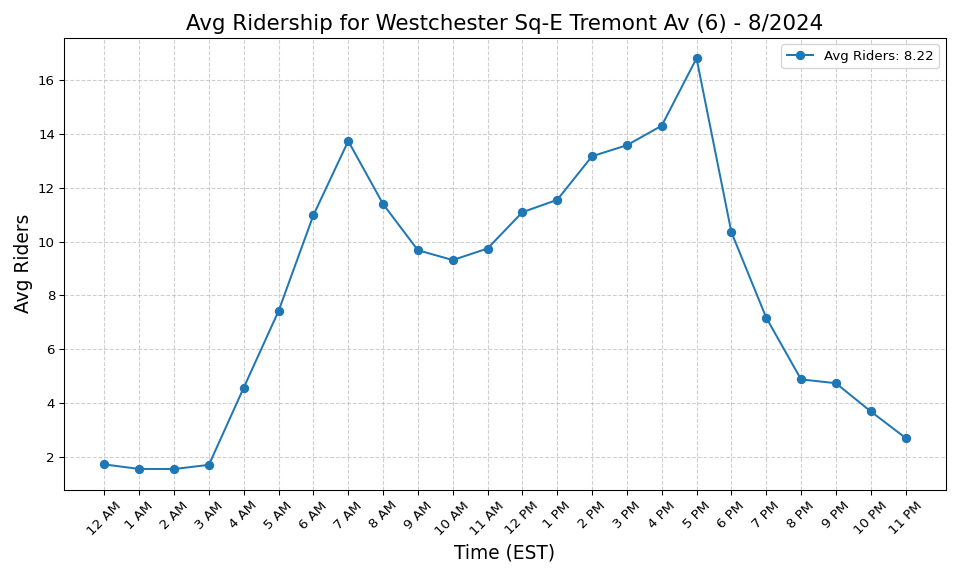 Avg Ridership for Westchester Sq-E Tremont Av (6) - 8/2024
Avg Riders: 8.22
Avg Riders
16
14
12
10
8
6
4
2
12 AM
1 AM
2 AM
3 AM
4 AM
5 AM
6 AM
7 AM
8 AM
9 AM
10 AM
11 AM
12 PM
1 PM
2 PM
3 PM
4 PM
5 PM
6 PM
7 PM
8 PM
9 PM
10 PM
11 PM
Time (EST)